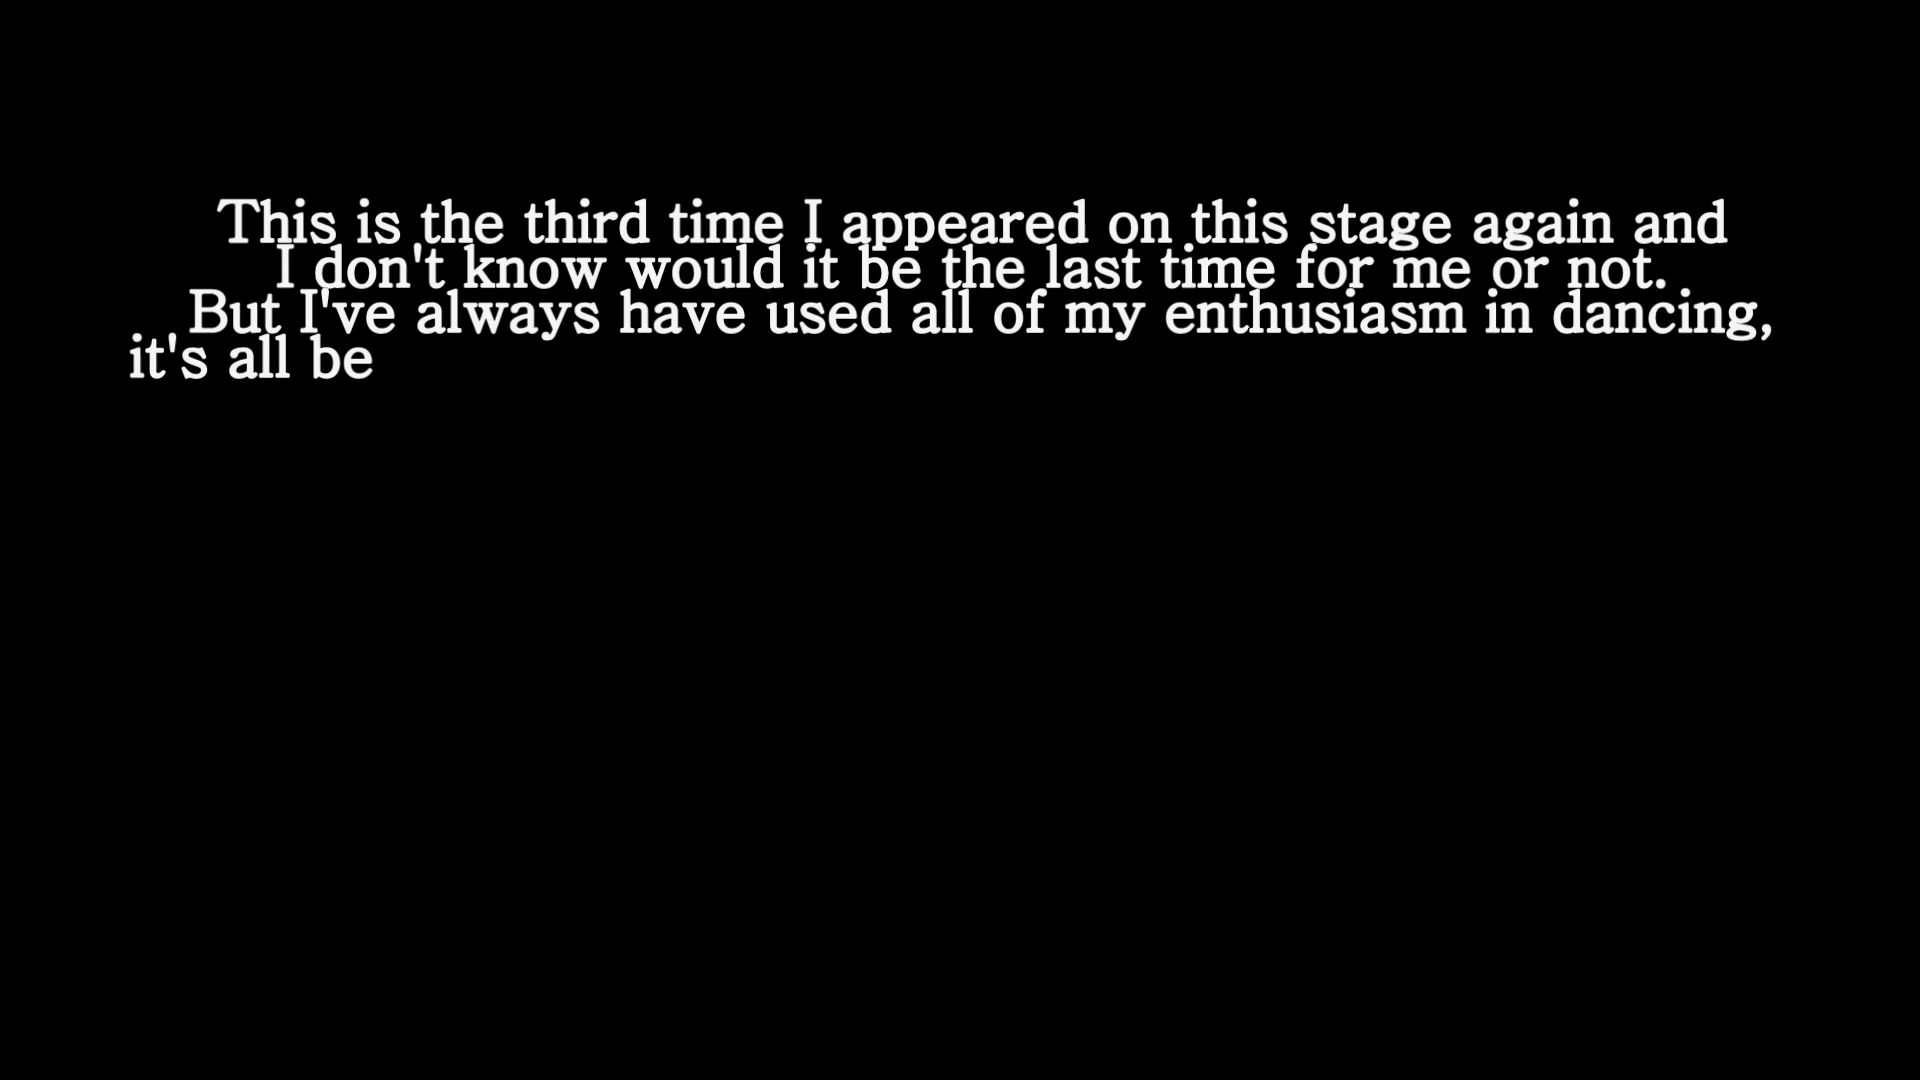 This is the third time I appeared on this stage again and
I don't know would it be the last time for me or not.
But I've always have used all of my enthusiasm in dancing,
it's all be